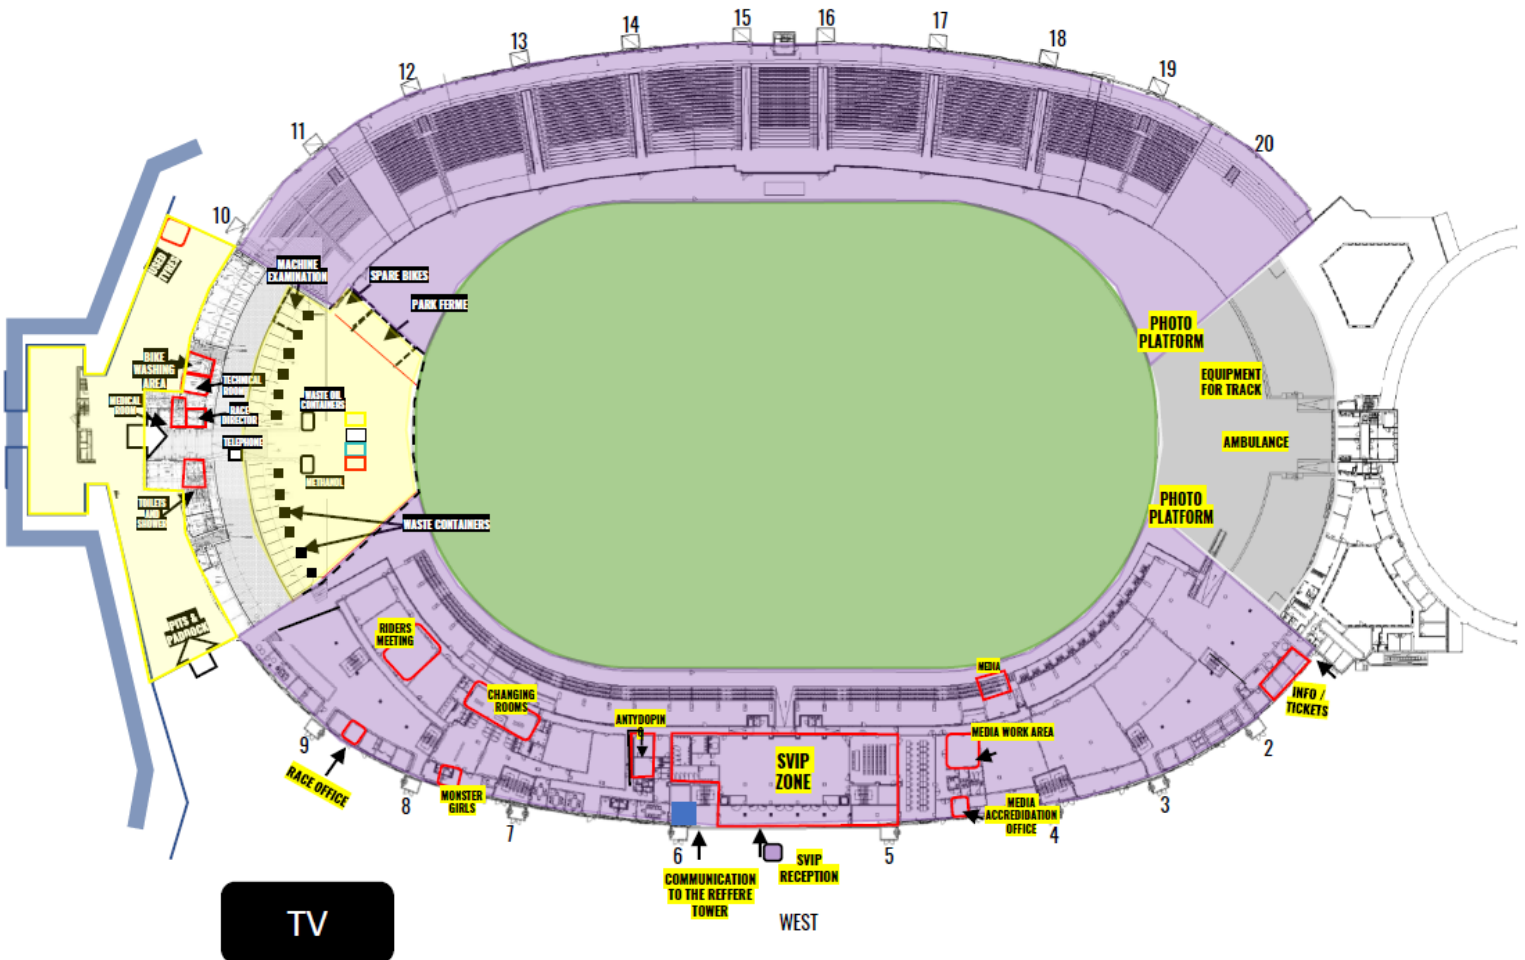 15
16
14
17
13
18
12
19
11
20
10
MACHINE
EXAMINATION
SPARE BIKES
PARK FERME
USED
TYRES
BIKE
WASHING
AREA
TECHNICAL
ROOM
MEDICAL
ROOM
RACE
DIRECTOR
TELEPHONE
WASTE OIL
CONTAINERS
METHANOL
TOILETS
AND
SHOWER
WASTE CONTAINERS
PITS &
PADDOCK
PHOTO
PLATFORM
EQUIPMENT
FOR TRACK
AMBULANCE
PHOTO
PLATFORM
RIDERS
MEETING
CHANGING
ROOMS
ANTYDOPIN
G
MEDIA
INFO /
TICKETS
MEDIA WORK AREA
SVIP
ZONE
9
RACE OFFICE
8
MONSTER
GIRLS
7
6
5
MEDIA
ACCREDIDATION
OFFICE
4
3
2
COMMUNICATION
TO THE REFFERE
TOWER
SVIP
RECEPTION
WEST
TV